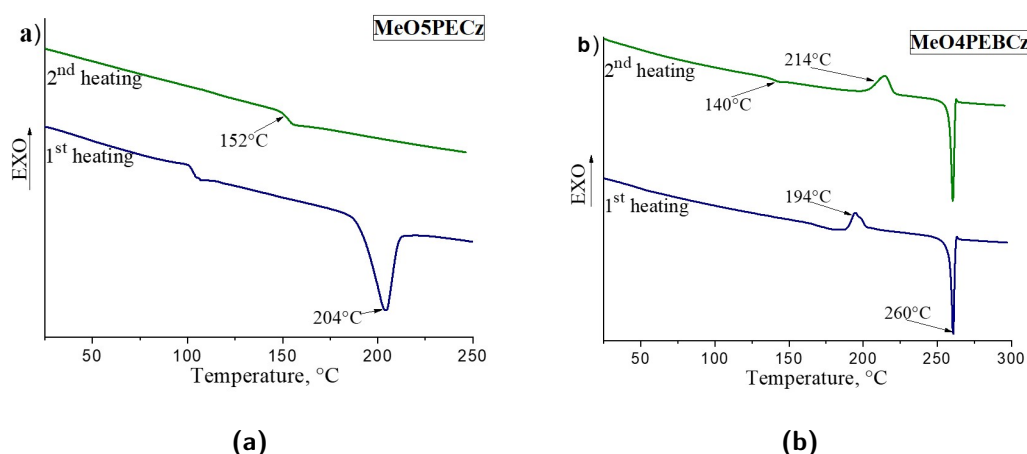 a)
MeO5PECz
2nd heating
152°C
1st heating
204°C
EXO
50
100
150
200
250
Temperature, °C
(a)
b)
MeO4PEBCz
2nd heating
214°C
140°C
194°C
1st heating
260°C
EXO
50
100
150
200
250
300
Temperature, °C
(b)